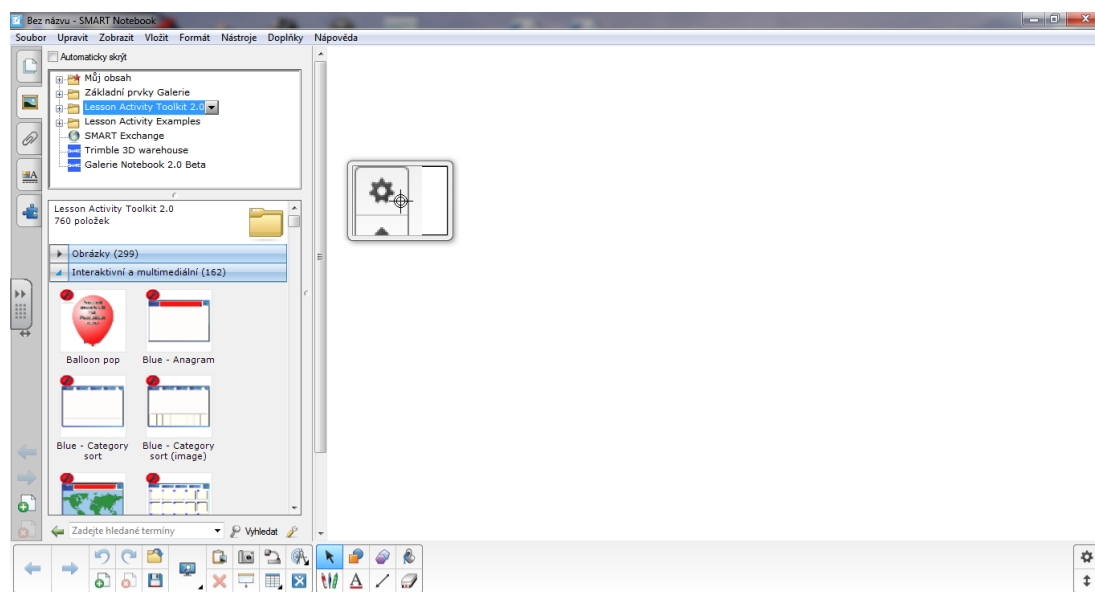 Bez názvu - SMART Notebook
Soubor Upravit Zobrazit Vložit Formát Nástroje Doplňky Nápověda
Automaticky skrýt
Můj obsah
Základní prvky Galerie
Lesson Activity Toolkit 2.0
Lesson Activity Examples
SMART Exchange
Trimble 3D warehouse
Galerie Notebook 2.0 Beta
Lesson Activity Toolkit 2.0
760 položek
Obrázky (299)
Interaktivní a multimediální (162)
Balloon pop
Blue - Anagram
Blue - Category
sort
Blue - Category
sort (image)
Zadejte hledané termíny
Vyhledat